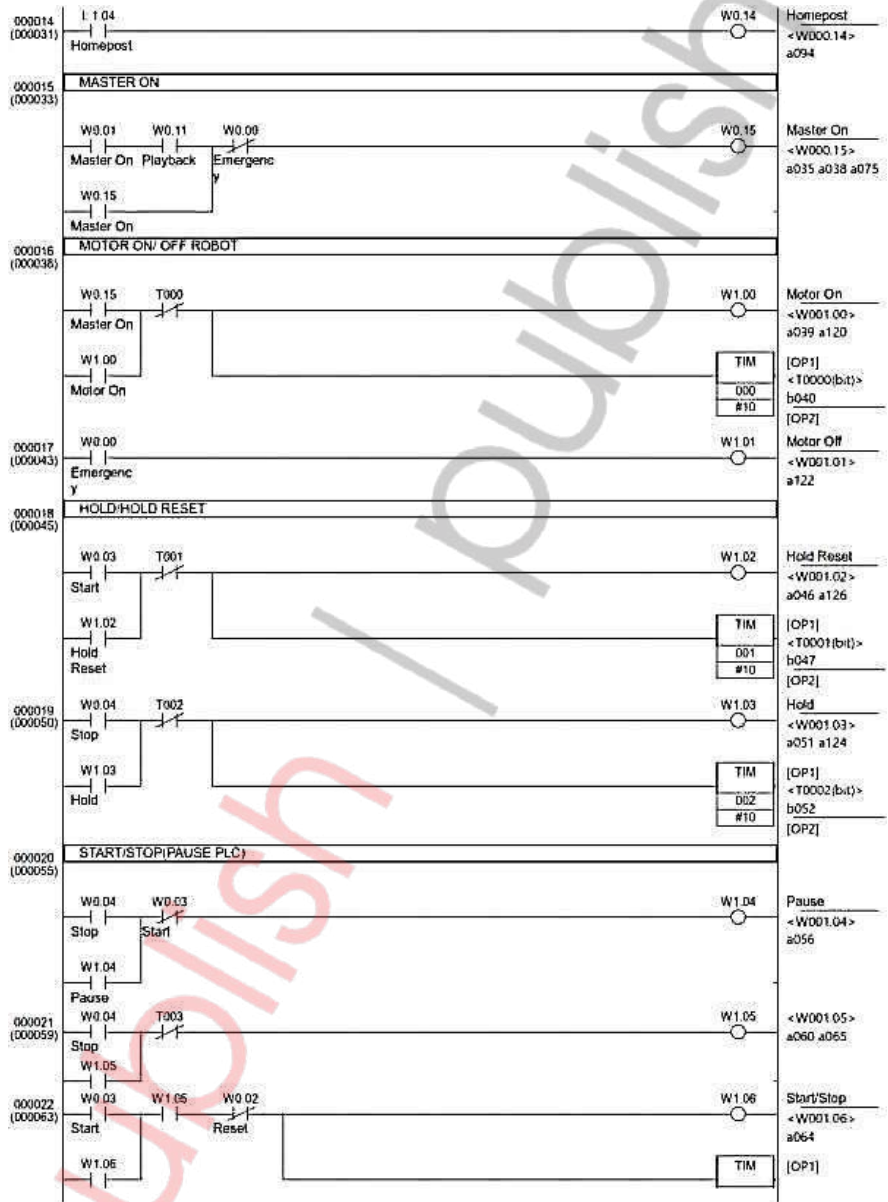 000014 I: 1.04 W0.14 Homepost
(000031) <W000.14>
Homepost a094
000015 MASTER ON
(000033)
W0.01 W0.11 W0.00 W0.15 Master On
Master On Playback Emergenc <W000.15>
y a035 a038 a075
W0.15
Master On
000016 MOTOR ON/ OFF ROBOT
(000038)
W0.15 T000 W1.00 Motor On
Master On <W001.00>
a039 a120
W1.00 TIM [OP1]
Motor On 000 <T0000(bit)>
#10 b040
[OP2]
000017 W0.00 W1.01 Motor Off
(000043) <W001.01>
Emergenc a122
y
000018 HOLD/HOLD RESET
(000045)
W0.03 T001 W1.02 Hold Reset
Start <W001.02>
a046 a126
W1.02 TIM [OP1]
Hold 001 <T0001(bit)>
Reset #10 b047
[OP2]
000019 W0.04 T002 W1.03 Hold
(000050) <W001.03>
Stop a051 a124
W1.03 TIM [OP1]
Hold 002 <T0002(bit)>
#10 b052
[OP2]
000020 START/STOP(PAUSE PLC)
(000055)
W0.04 W0.03 W1.04 Pause
Stop Start <W001.04>
a056
W1.04
Pause
000021 W0.04 T003 W1.05 <W001.05>
(000059) a060 a065
Stop
W1.05
000022 W0.03 W1.05 W0.02 W1.06 Start/Stop
(000063) <W001.06>
Start Reset a064
W1.06 TIM [OP1]
I publish
ublish